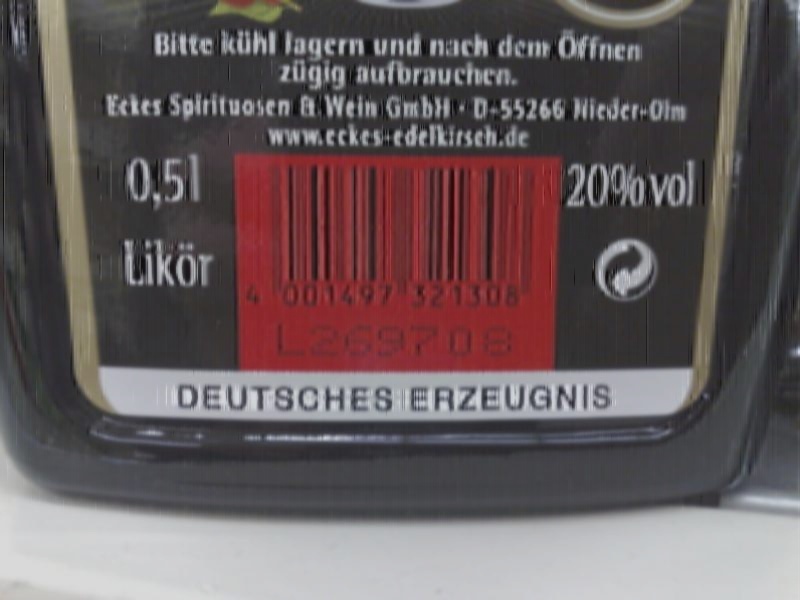 Bitte kühl lagern und nach dem Öffnen
zügig aufbrauchen.
Eckes Spirituosen & Wein GmbH · D-55266 Nieder-Olm
www.eckes-edelkirsch.de
0,5l
20% vol
Likör
4 001497 321308
L269708
DEUTSCHES ERZEUGNIS